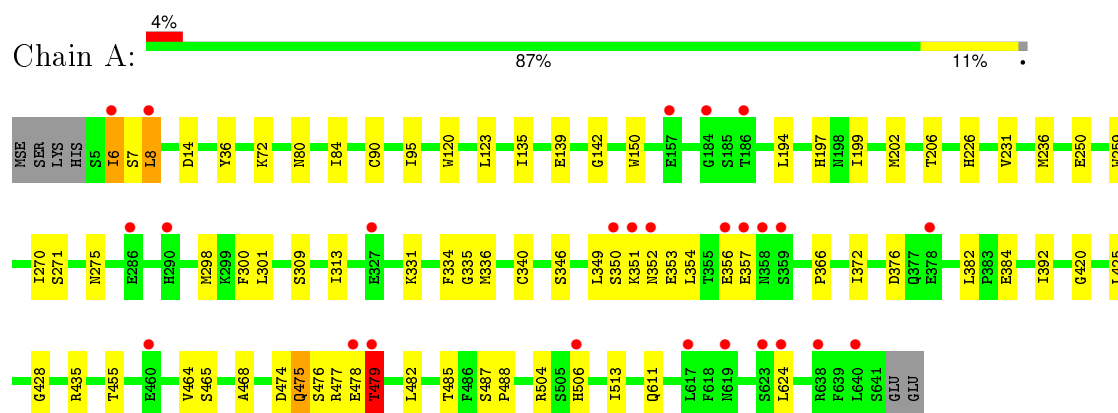 4%
Chain A:
87% 11% •
MSE SER LYS HIS S5 I6 S7 L8 D14 Y36 K72 N80 I84 C90 I95 W120 L123 I135 E139 G142 W150 E157 G184 S185 T186 L194 H197 N198 I199 M202 T206 H226 V231 M236 E250
I270 S271 N275 E286 H290 M298 K299 F300 L301 S309 I313 E327 K331 F334 G335 M336 C340 S346 L349 S350 K351 N352 E353 L354 T355 E356 E357 N358 S359 P366 I372 D376 Q377 E378 L382 P383 E384 I392 G420
G428 R435 T455 E460 V464 S465 A468 D474 Q475 S476 R477 E478 T479 L482 T485 F486 S487 P488 R504 S505 H506 I513 Q611 L617 F618 N619 S623 L624 R638 F639 L640 S641 GLU GLU